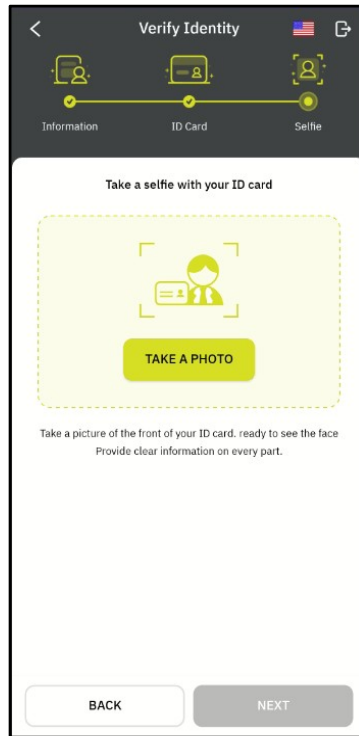 Verify Identity
Information
ID Card
Selfie
Take a selfie with your ID card
TAKE A PHOTO
Take a picture of the front of your ID card. ready to see the face
Provide clear information on every part.
BACK
NEXT